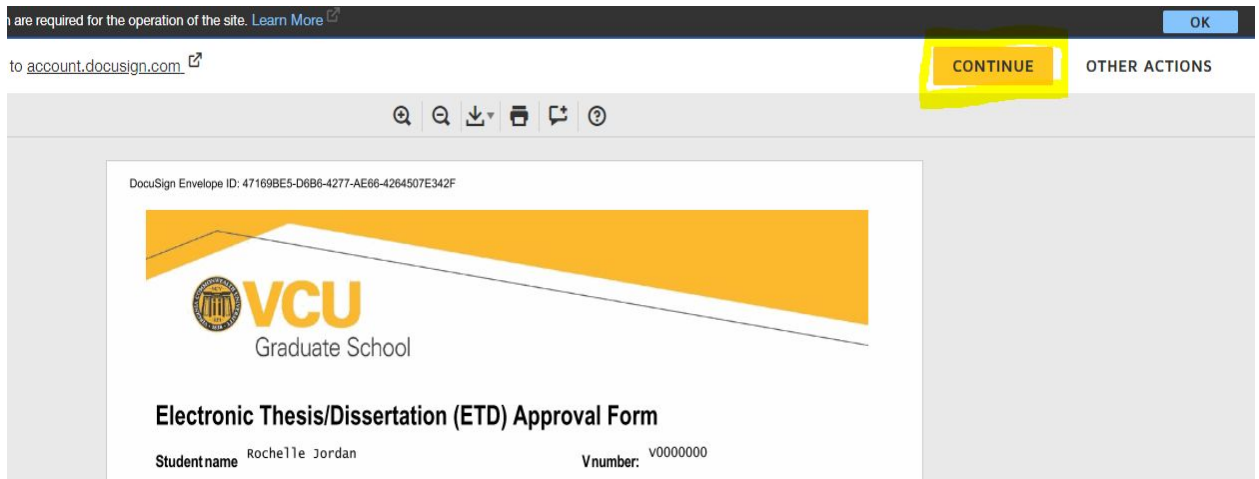 are required for the operation of the site. Learn More
OK
to account.docusign.com
CONTINUE
OTHER ACTIONS
DocuSign Envelope ID: 47169BE5-D6B6-4277-AE66-4264507E342F
VCU
Graduate School
Electronic Thesis/Dissertation (ETD) Approval Form
Student name Rochelle Jordan V number: V0000000